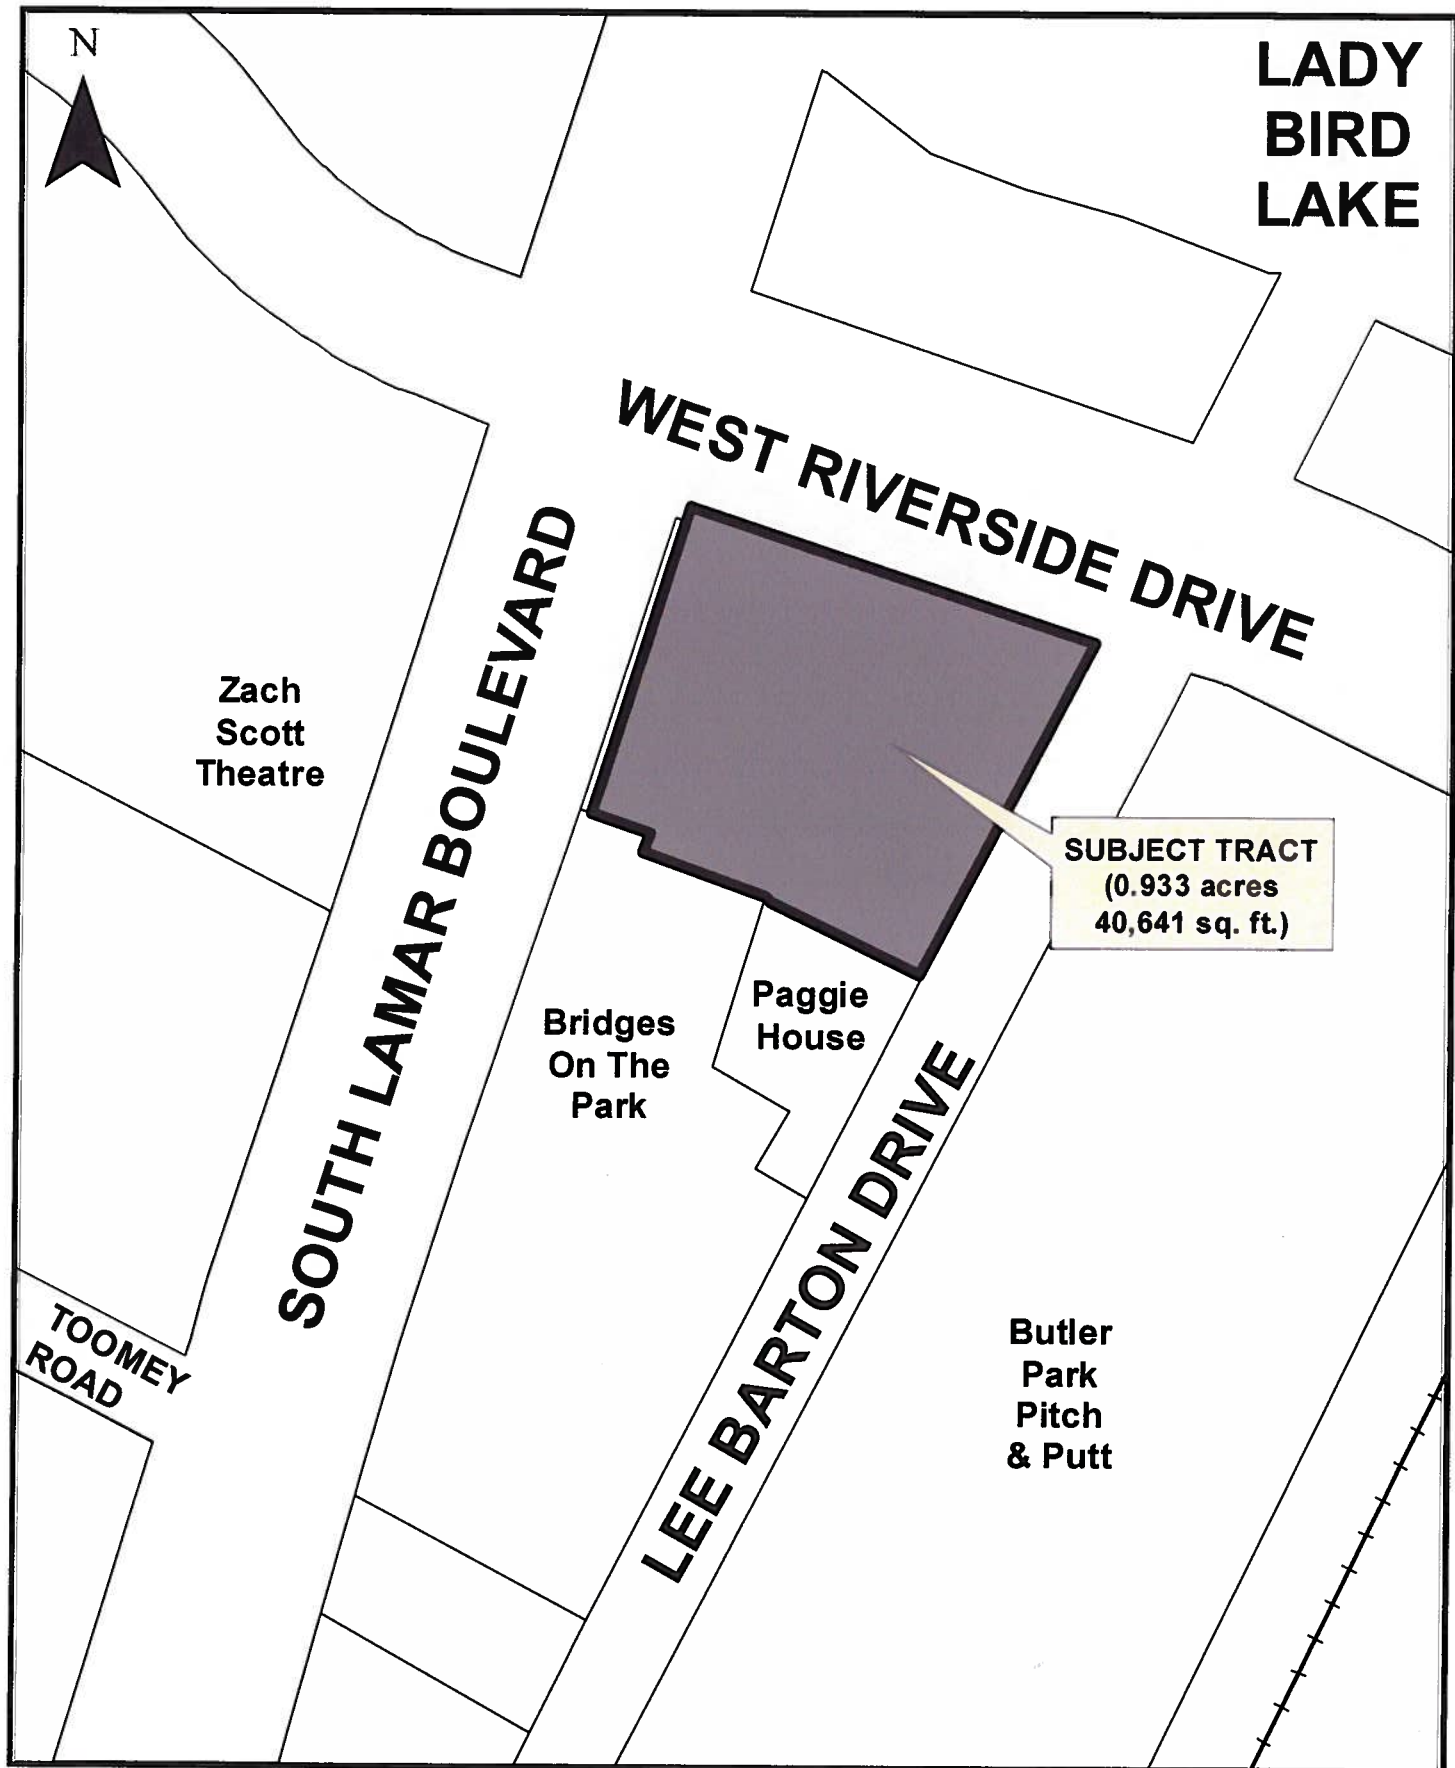 N
LADY
BIRD
LAKE
WEST RIVERSIDE DRIVE
SOUTH LAMAR BOULEVARD
Zach
Scott
Theatre
SUBJECT TRACT
(0.933 acres
40,641 sq. ft.)
Paggie
House
Bridges
On The
Park
LEE BARTON DRIVE
TOOMEY
ROAD
Butler
Park
Pitch
& Putt